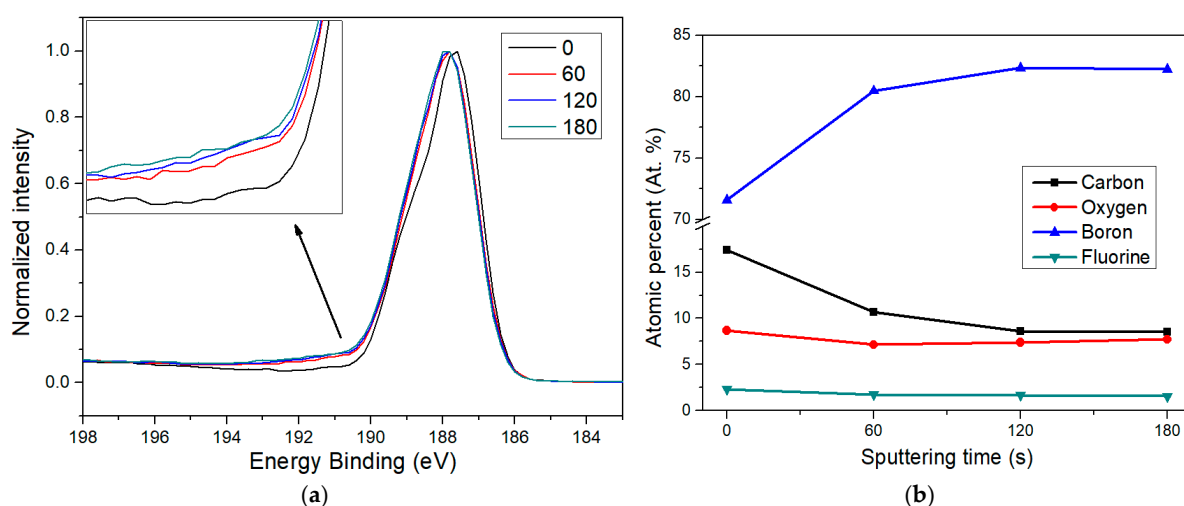 1.0
0.8
0.6
0.4
0.2
0.0
Normalized intensity
198 196 194 192 190 188 186 184
Energy Binding (eV)
0
60
120
180
(a)
85
80
75
70
15
10
5
0
Atomic percent (At. %)
Carbon
Oxygen
Boron
Fluorine
0 60 120 180
Sputtering time (s)
(b)